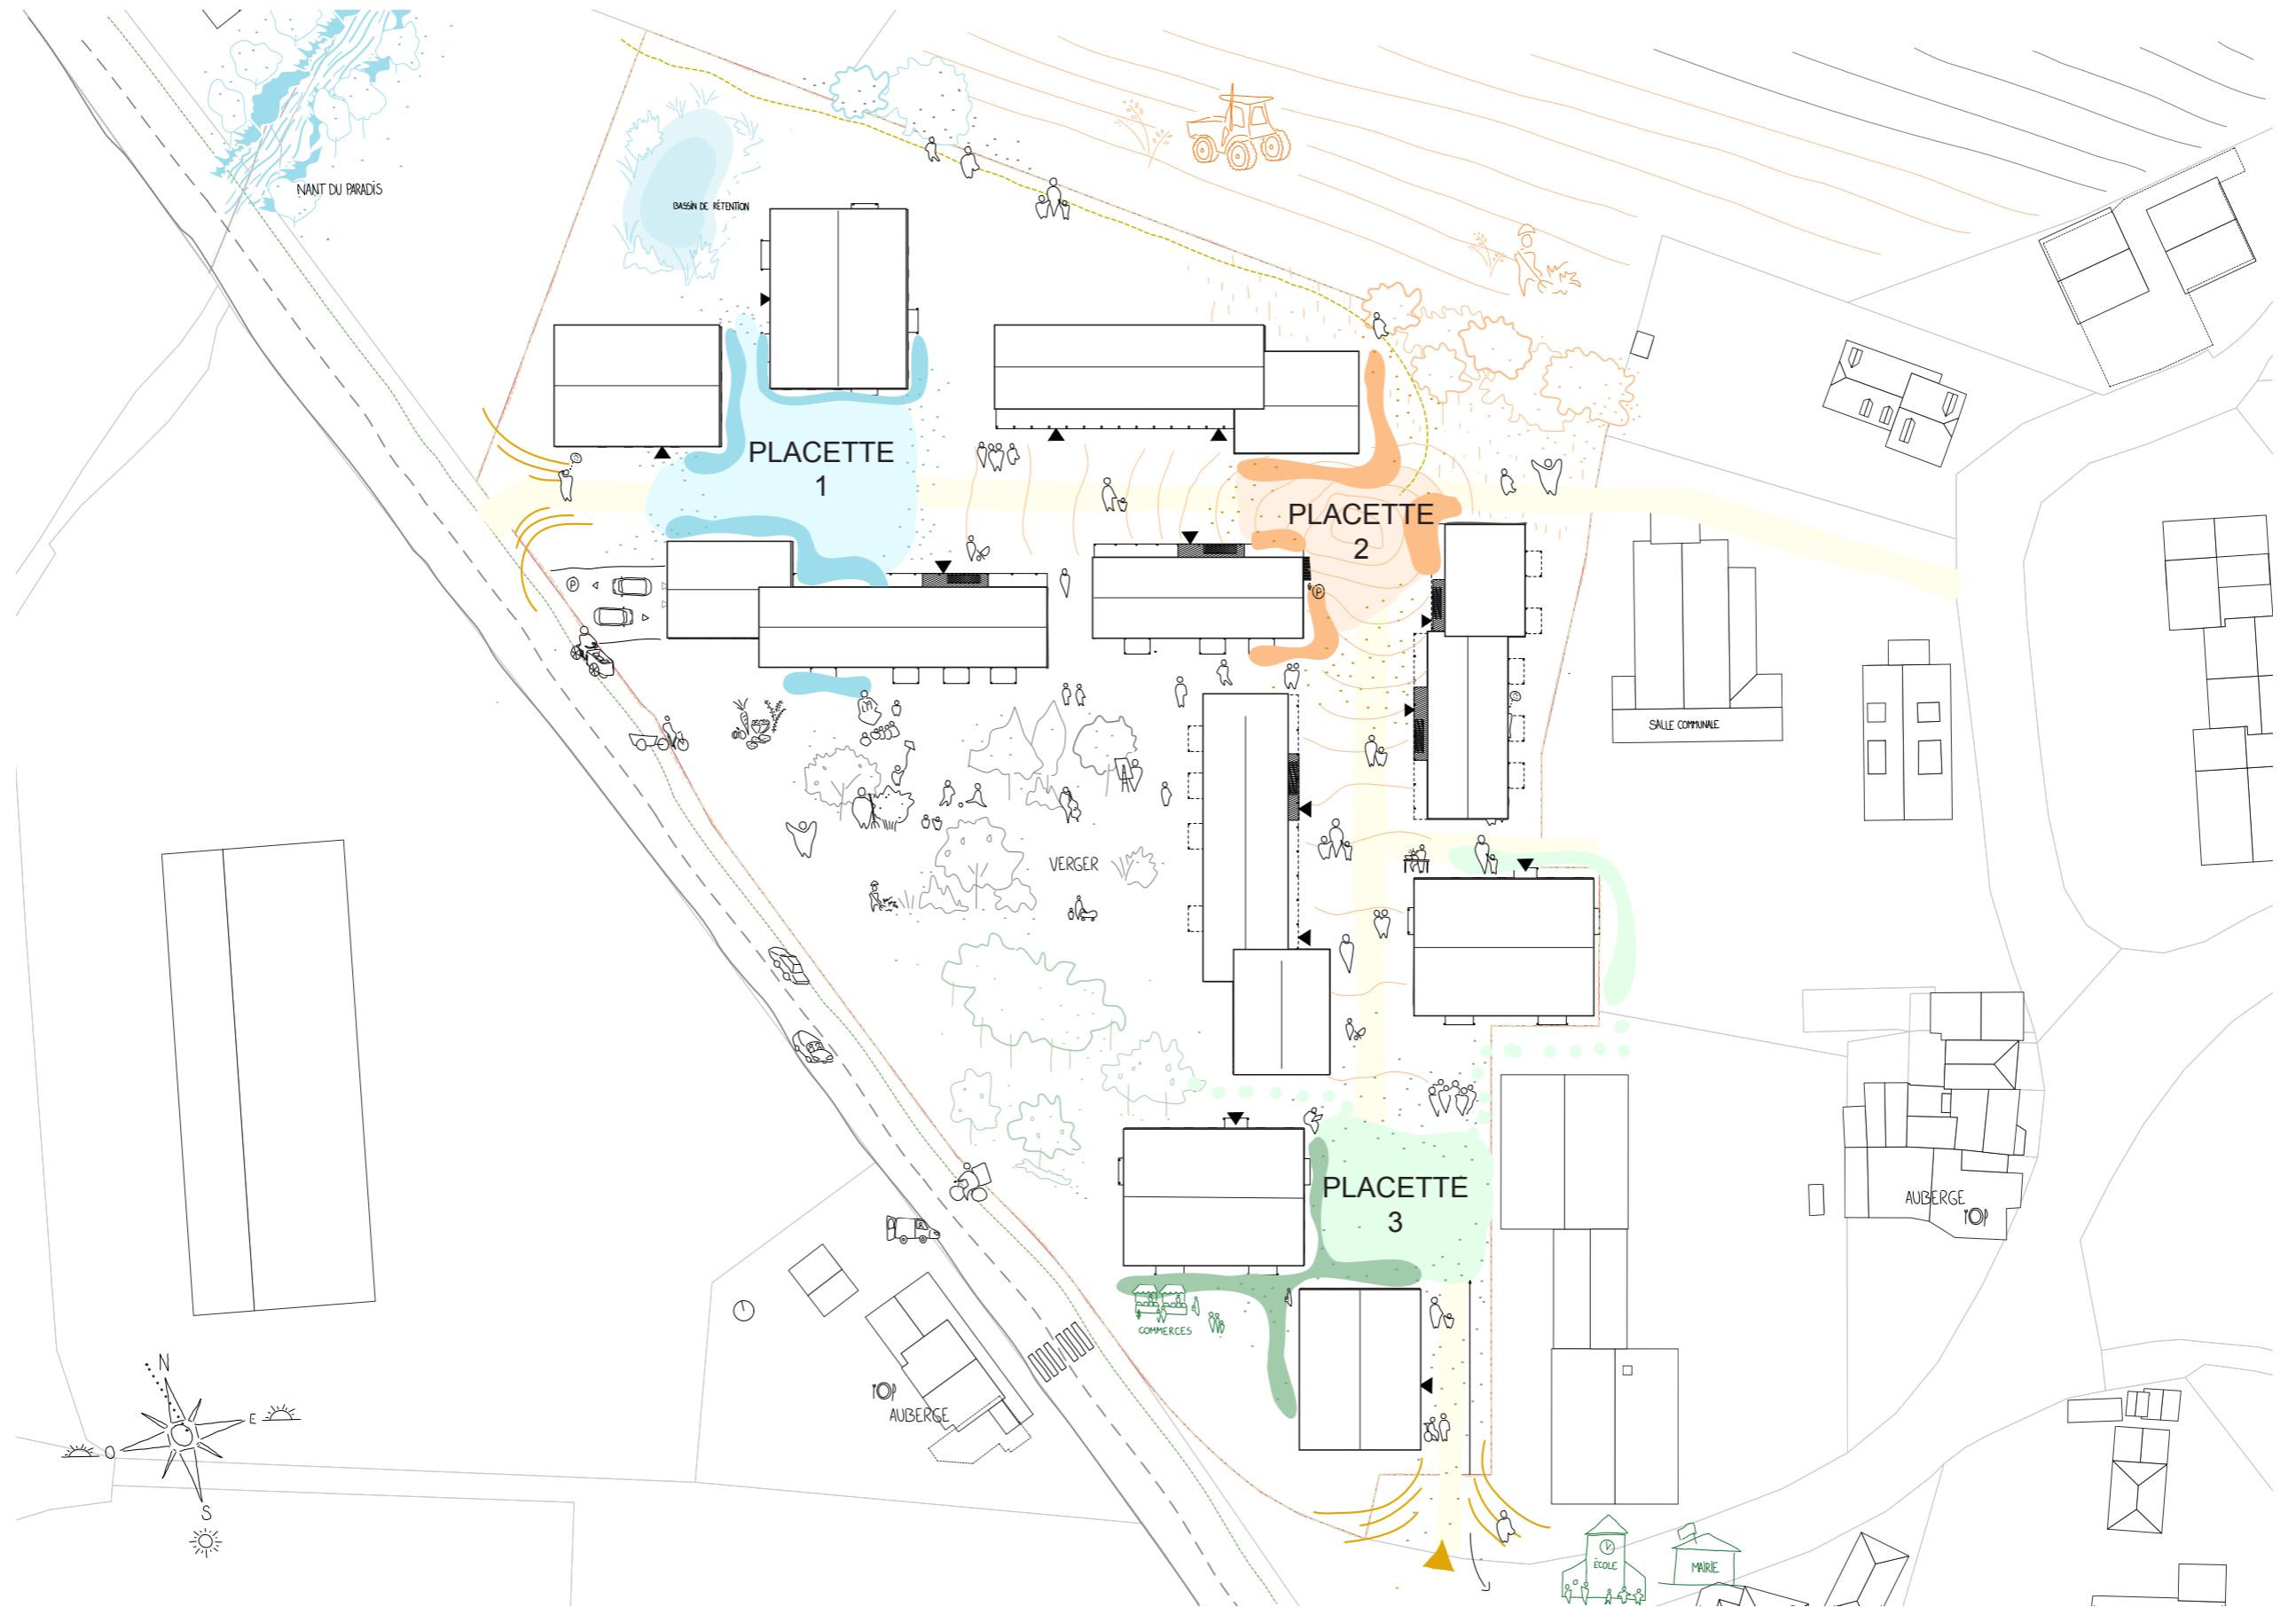 NANT DU PARADIS
BASSIN DE RÉTENTION
PLACETTE
1
PLACETTE
2
P
P
SALLE COMMUNALE
VERGER
PLACETTE
3
AUBERGE
COMMERCES
AUBERGE
N
E
O
S
ÉCOLE
MAIRIE